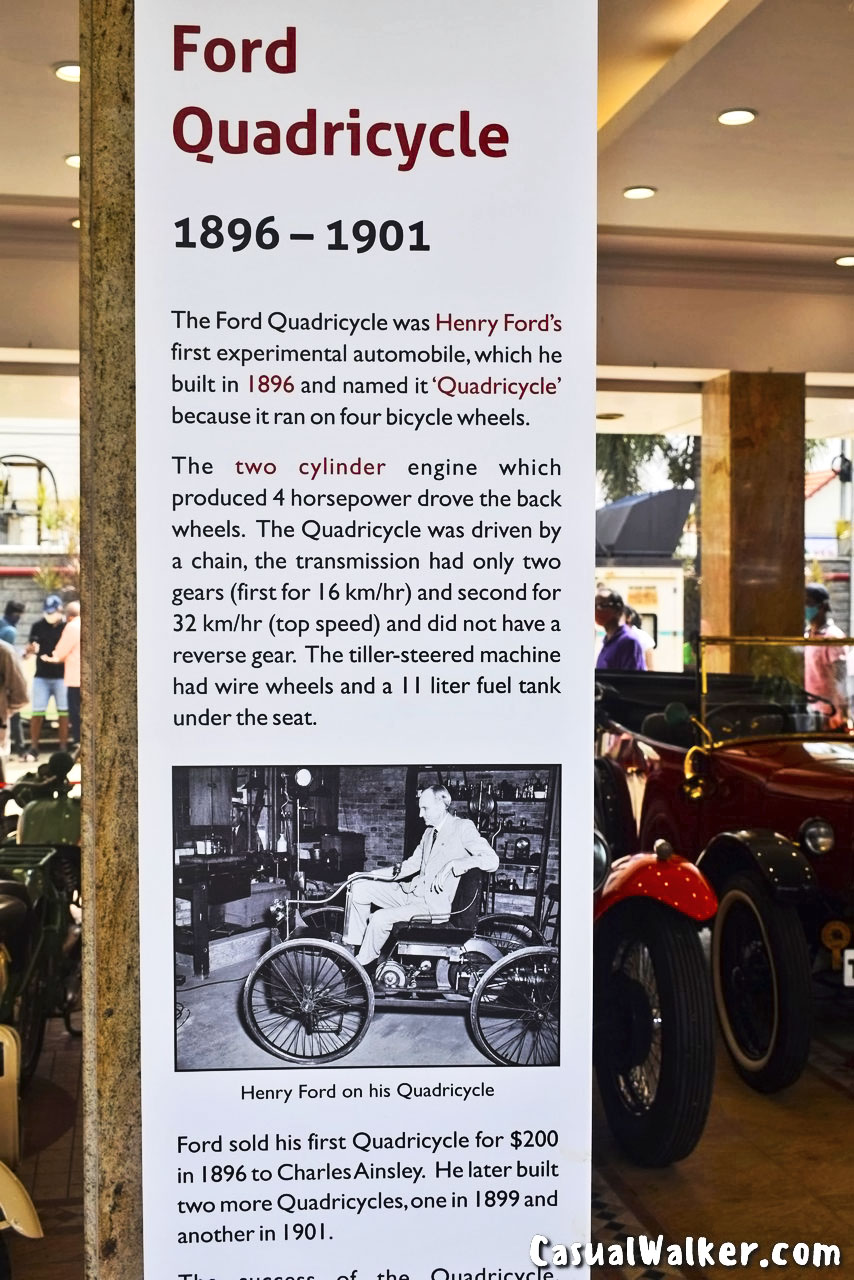 Ford
Quadricycle
1896 – 1901
The Ford Quadricycle was Henry Ford's
first experimental automobile, which he
built in 1896 and named it 'Quadricycle'
because it ran on four bicycle wheels.
The two cylinder engine which
produced 4 horsepower drove the back
wheels. The Quadricycle was driven by
a chain, the transmission had only two
gears (first for 16 km/hr) and second for
32 km/hr (top speed) and did not have a
reverse gear. The tiller-steered machine
had wire wheels and a 11 liter fuel tank
under the seat.
Henry Ford on his Quadricycle
Ford sold his first Quadricycle for $200
in 1896 to Charles Ainsley. He later built
two more Quadricycles, one in 1899 and
another in 1901.
The success of the Quadricycle,
CasualWalker.com